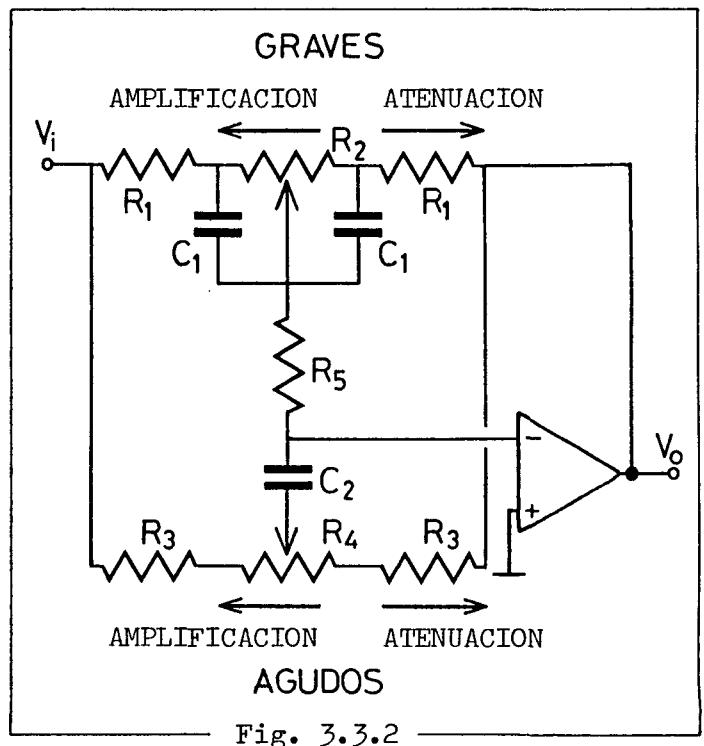 GRAVES
AMPLIFICACION ATENUACION
Vi R2
R1 R1
C1 C1
R5
− Vo
C2
+
R3 R4 R3
AMPLIFICACION ATENUACION
AGUDOS
Fig. 3.3.2